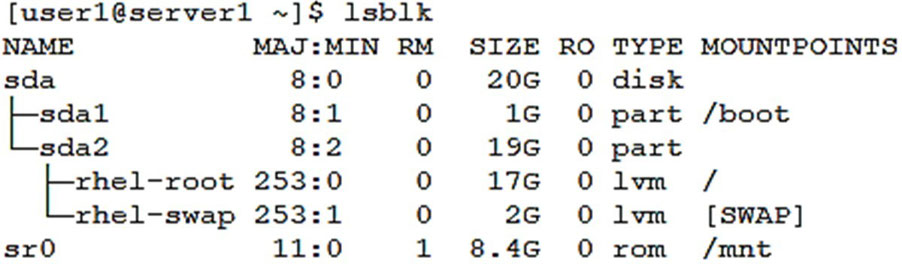 [user1@server1 ~]$ lsblk
NAME          MAJ:MIN RM  SIZE RO TYPE MOUNTPOINTS
sda             8:0    0   20G  0 disk
├─sda1          8:1    0    1G  0 part /boot
└─sda2          8:2    0   19G  0 part
  ├─rhel-root 253:0    0   17G  0 lvm  /
  └─rhel-swap 253:1    0    2G  0 lvm  [SWAP]
sr0            11:0    1  8.4G  0 rom  /mnt